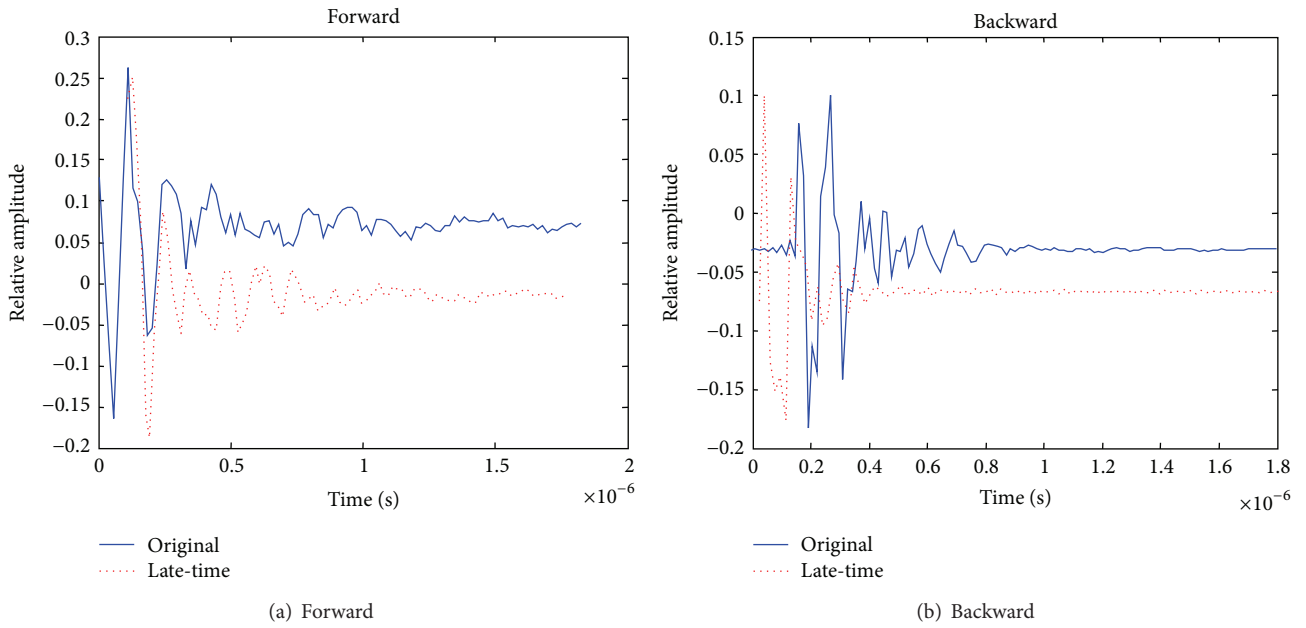 Forward
0.3
0.25
0.2
0.15
0.1
0.05
0
−0.05
−0.1
−0.15
−0.2
Relative amplitude
0 0.5 1 1.5 2
Time (s)
×10−6
Original
Late-time
(a) Forward
Backward
0.15
0.1
0.05
0
−0.05
−0.1
−0.15
−0.2
Relative amplitude
0 0.2 0.4 0.6 0.8 1 1.2 1.4 1.6 1.8
Time (s)
×10−6
Original
Late-time
(b) Backward